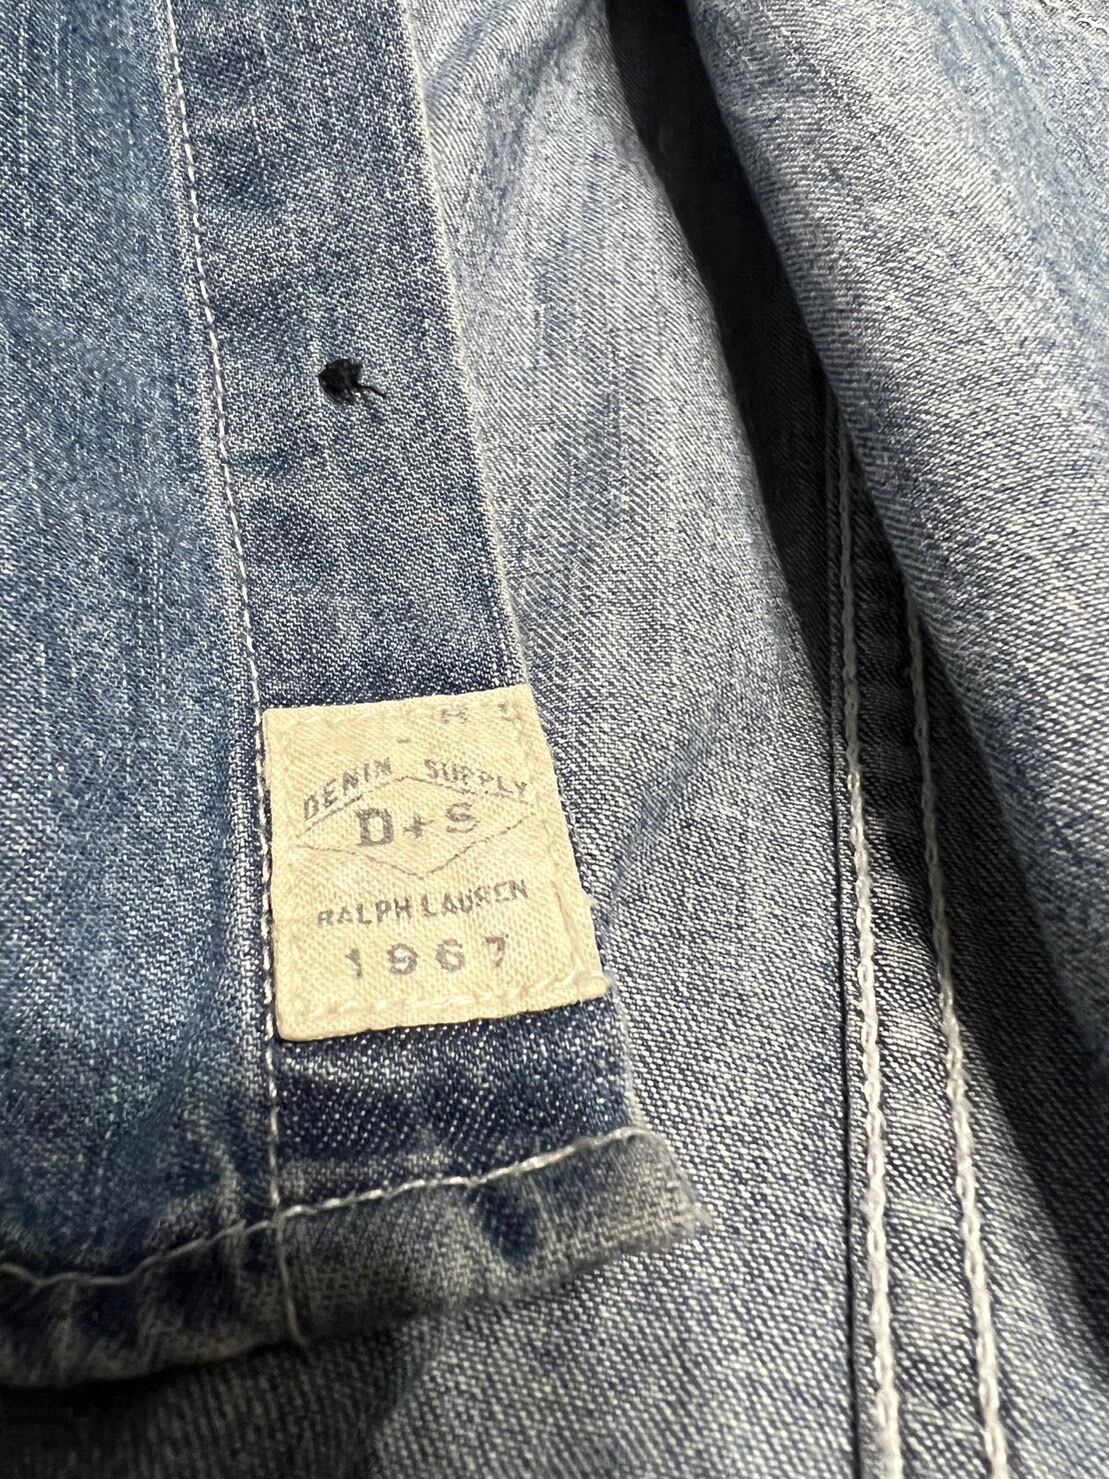 DENIM SUPPLY
D+S
RALPH LAUREN
1967